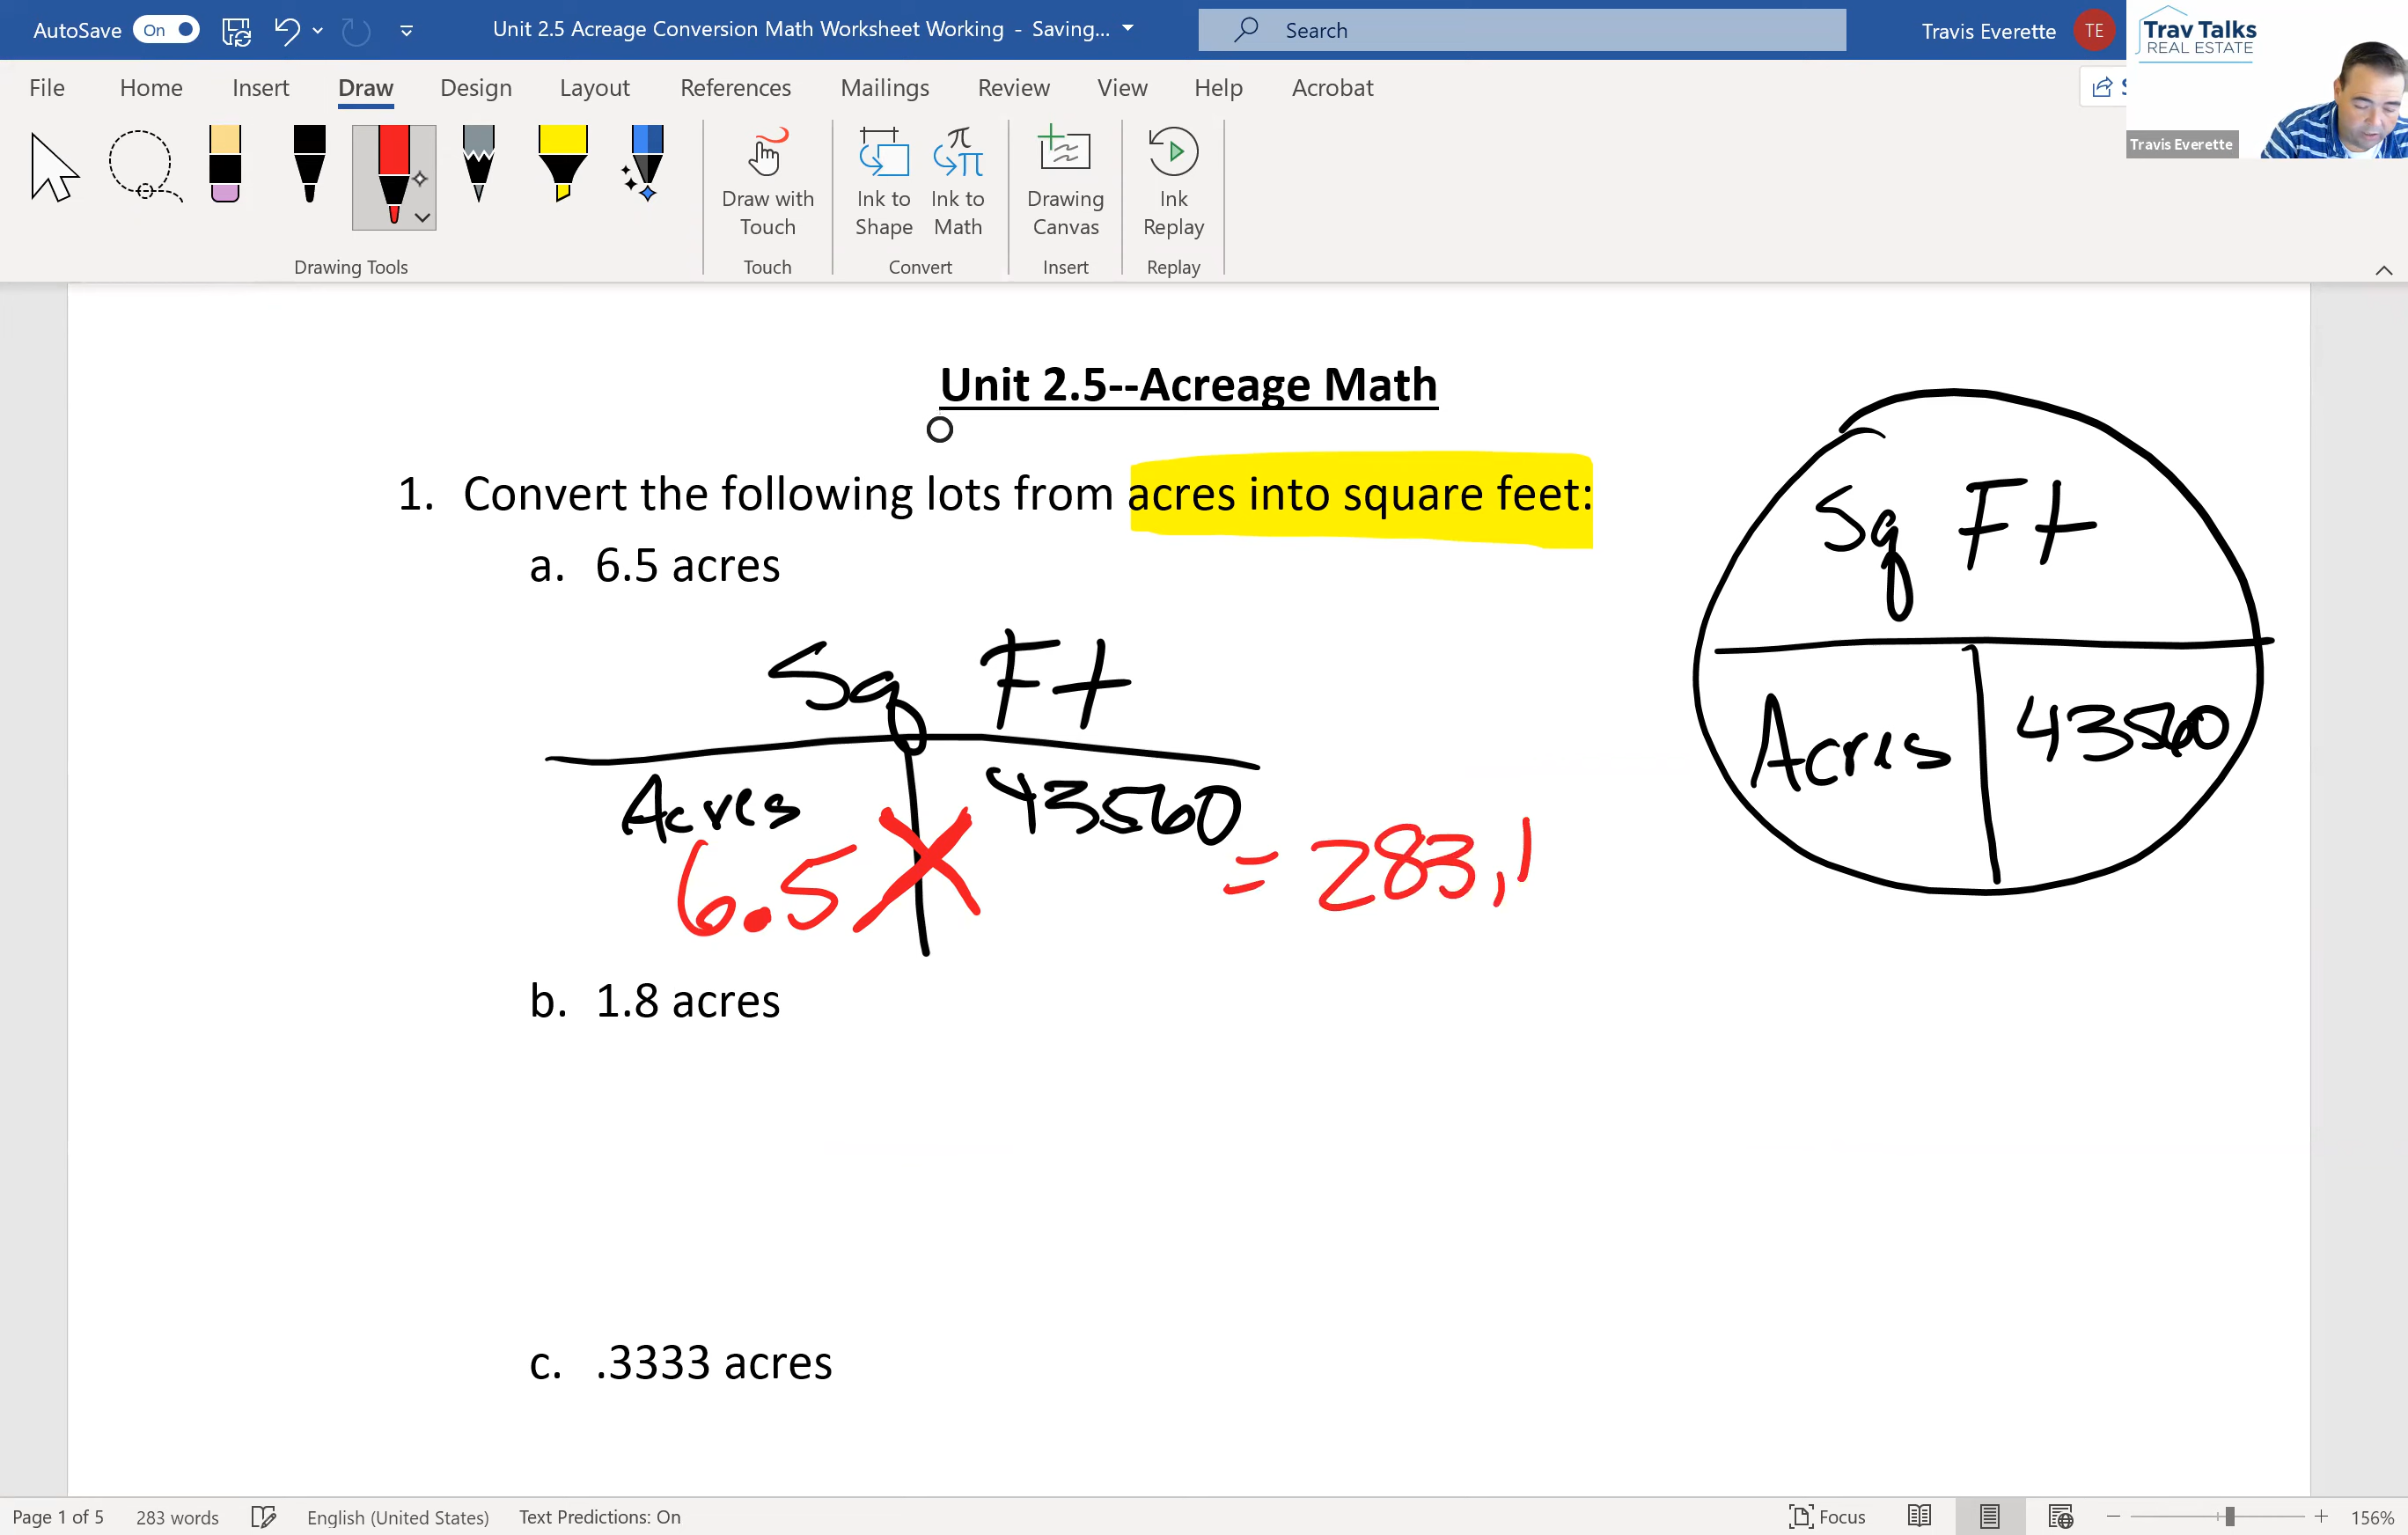 AutoSave On Unit 2.5 Acreage Conversion Math Worksheet Working - Saving... Search Travis Everette TE
Trav Talks
REAL ESTATE
Travis Everette
File Home Insert Draw Design Layout References Mailings Review View Help Acrobat
Draw with Touch
Ink to Shape
Ink to Math
Drawing Canvas
Ink Replay
Drawing Tools Touch Convert Insert Replay
Unit 2.5--Acreage Math
1. Convert the following lots from acres into square feet:
a. 6.5 acres
Sq Ft
Acres 43560
6.5 X = 283,1
Sq Ft
Acres 43560
b. 1.8 acres
c. .3333 acres
Page 1 of 5 283 words English (United States) Text Predictions: On Focus 156%